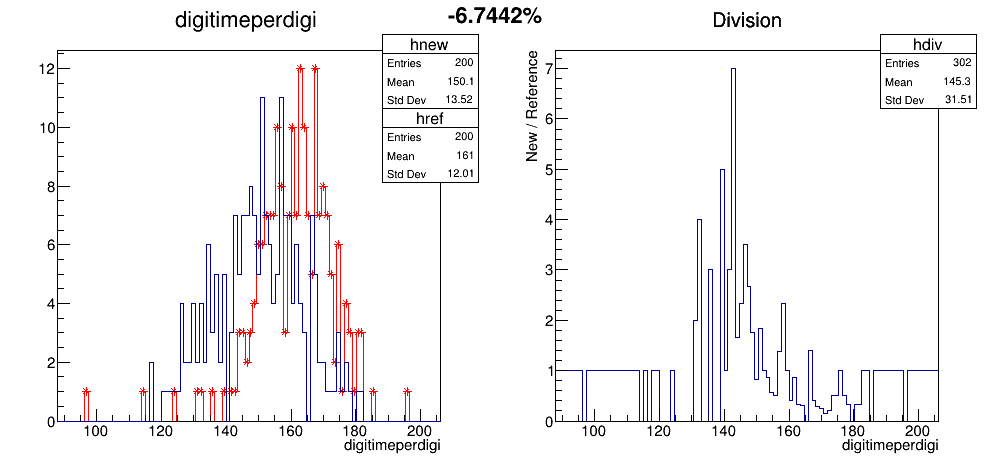 digitimeperdigi
-6.7442%
Division
hnew
Entries 200
Mean 150.1
Std Dev 13.52
href
Entries 200
Mean 161
Std Dev 12.01
12
10
8
6
4
2
0
100 120 140 160 180 200
digitimeperdigi
hdiv
Entries 302
Mean 145.3
Std Dev 31.51
New / Reference
7
6
5
4
3
2
1
0
100 120 140 160 180 200
digitimeperdigi